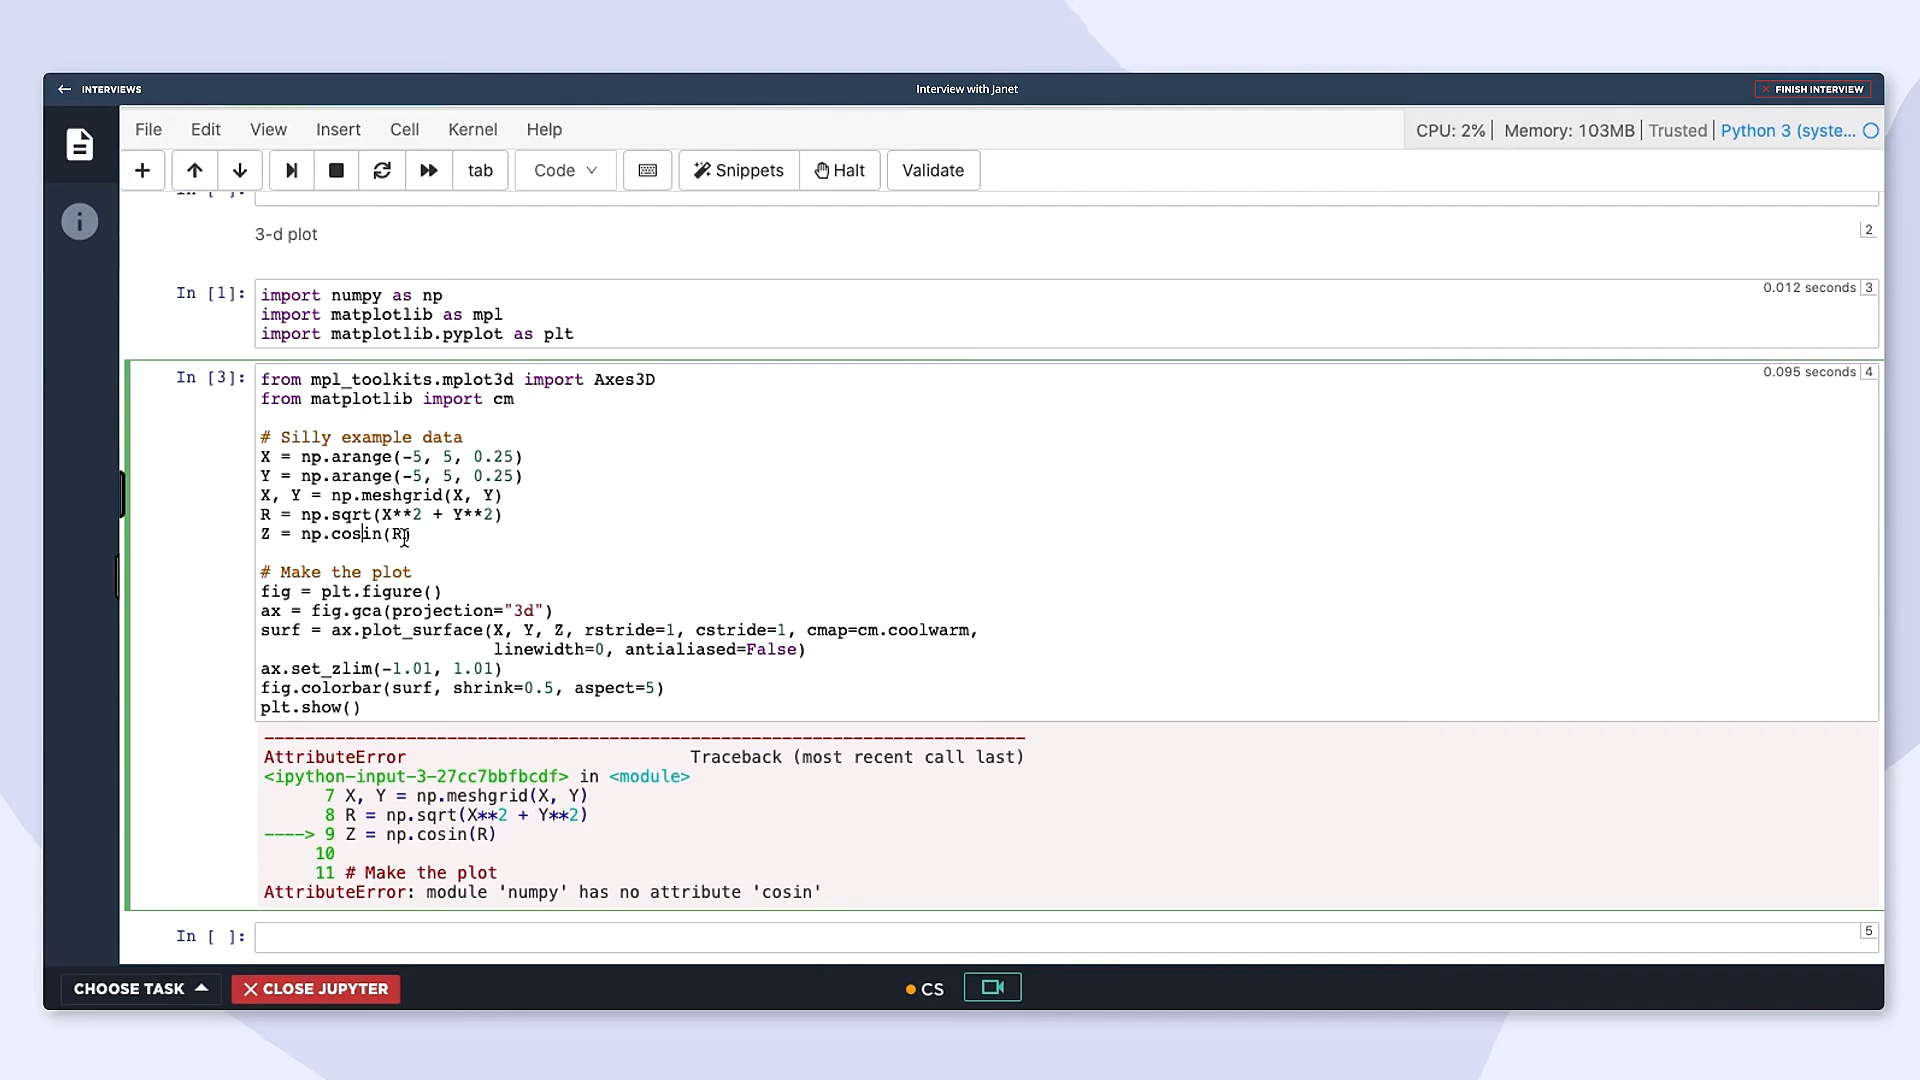 INTERVIEWS
Interview with Janet
FINISH INTERVIEW
File Edit View Insert Cell Kernel Help
CPU: 2% Memory: 103MB Trusted Python 3 (syste...
tab Code Snippets Halt Validate
In [ ]:
3-d plot
2
In [1]:
import numpy as np
import matplotlib as mpl
import matplotlib.pyplot as plt
0.012 seconds 3
In [3]:
from mpl_toolkits.mplot3d import Axes3D
from matplotlib import cm
# Silly example data
X = np.arange(-5, 5, 0.25)
Y = np.arange(-5, 5, 0.25)
X, Y = np.meshgrid(X, Y)
R = np.sqrt(X**2 + Y**2)
Z = np.cosin(R)
# Make the plot
fig = plt.figure()
ax = fig.gca(projection="3d")
surf = ax.plot_surface(X, Y, Z, rstride=1, cstride=1, cmap=cm.coolwarm,
linewidth=0, antialiased=False)
ax.set_zlim(-1.01, 1.01)
fig.colorbar(surf, shrink=0.5, aspect=5)
plt.show()
0.095 seconds 4
---------------------------------------------------------------------------
AttributeError Traceback (most recent call last)
<ipython-input-3-27cc7bbfbcdf> in <module>
7 X, Y = np.meshgrid(X, Y)
8 R = np.sqrt(X**2 + Y**2)
----> 9 Z = np.cosin(R)
10
11 # Make the plot
AttributeError: module 'numpy' has no attribute 'cosin'
In [ ]:
5
CHOOSE TASK
CLOSE JUPYTER
CS